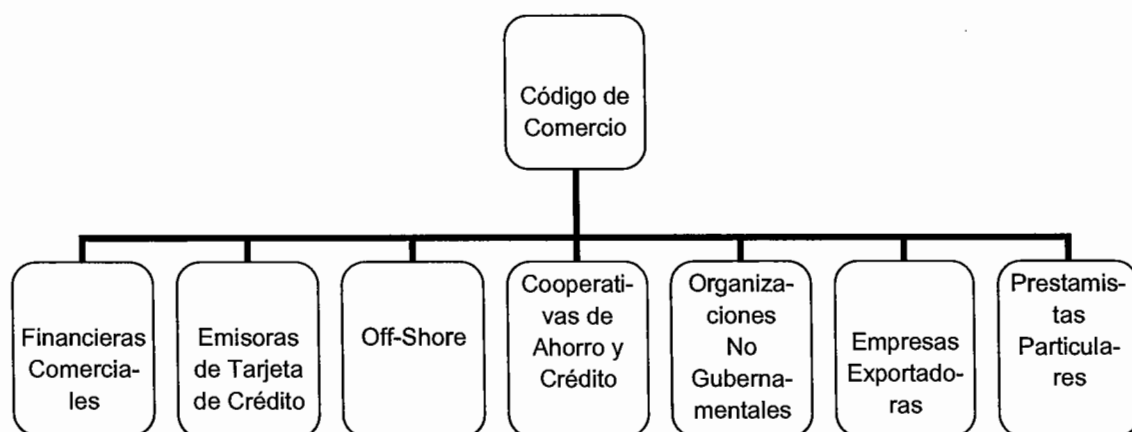 Código de
Comercio
Financieras
Comercia-
les
Emisoras
de Tarjeta
de Crédito
Off-Shore
Cooperati-
vas de
Ahorro y
Crédito
Organiza-
ciones
No
Guberna-
mentales
Empresas
Exportado-
ras
Prestamis-
tas
Particula-
res